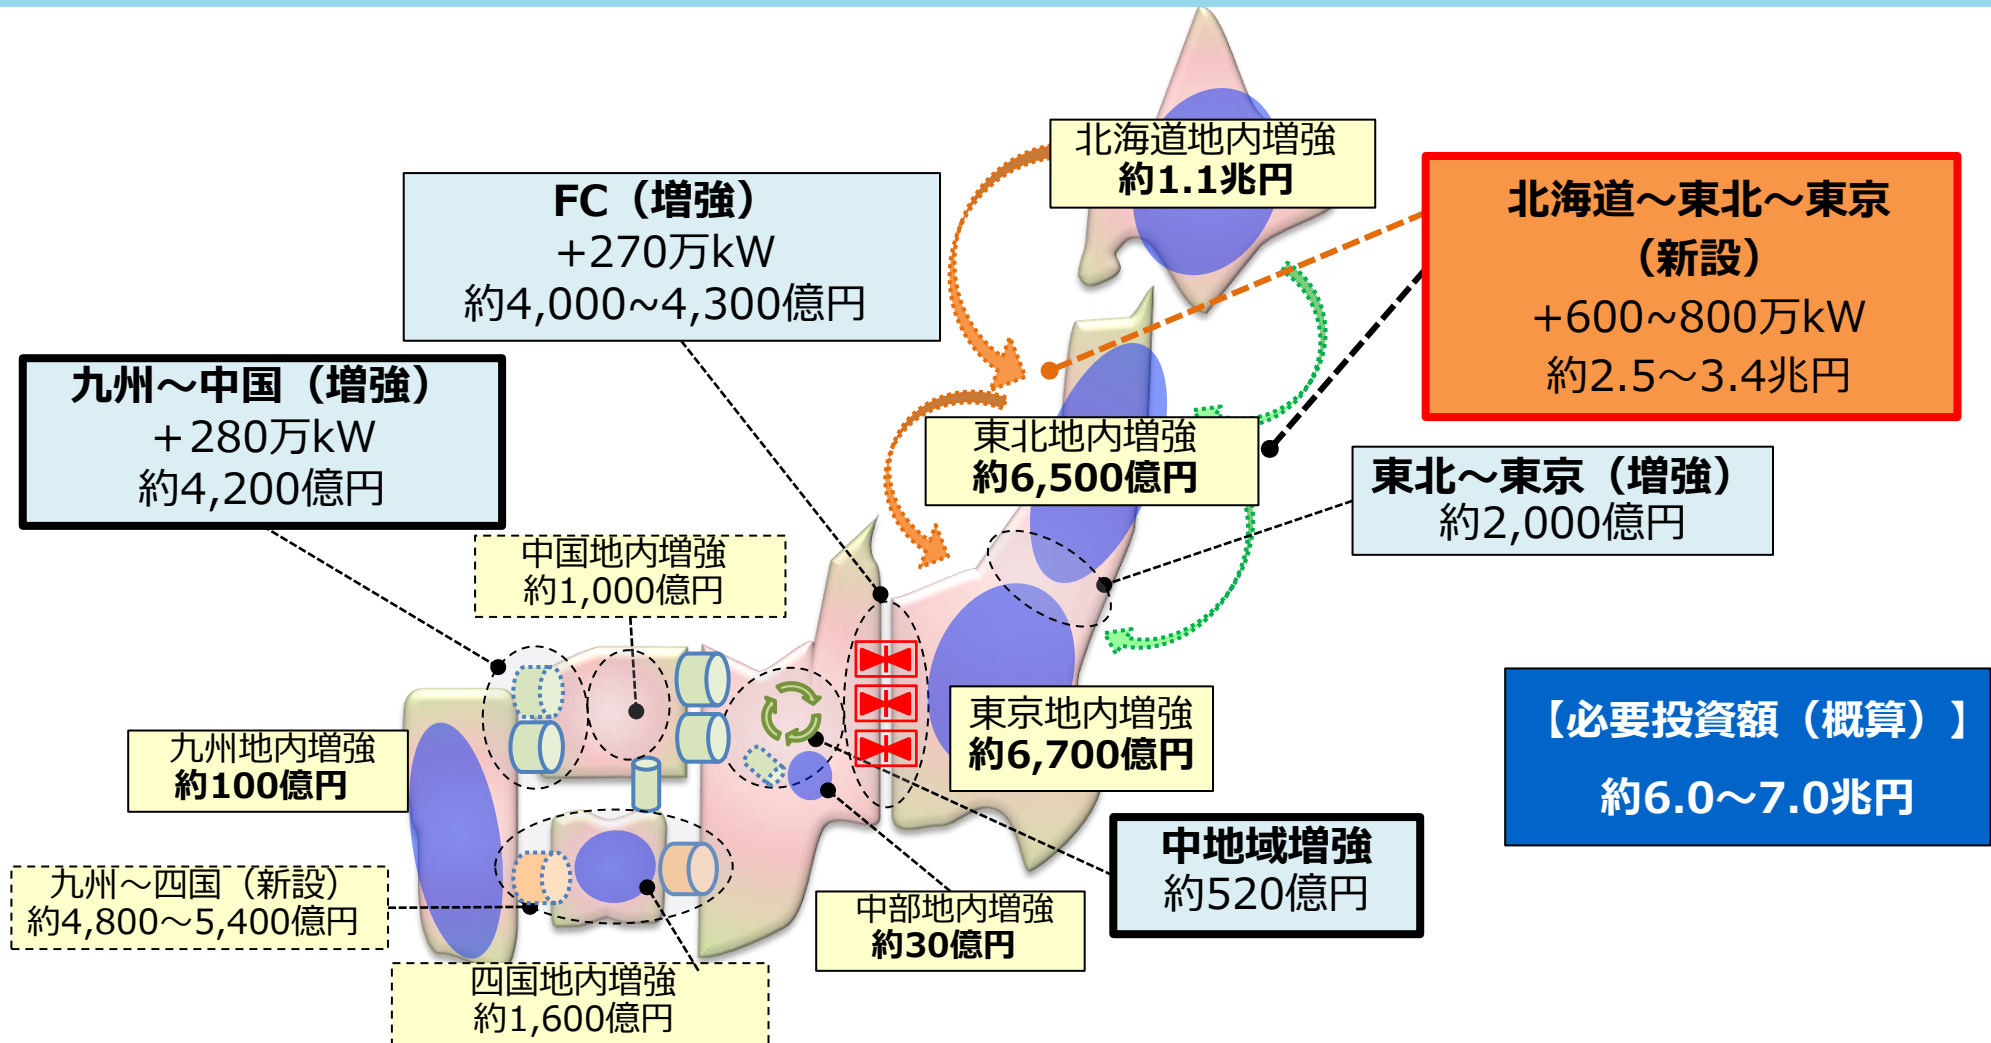 北海道地内増強
約1.1兆円
FC（増強）
+270万kW
約4,000~4,300億円
北海道～東北～東京
（新設）
+600~800万kW
約2.5～3.4兆円
九州～中国（増強）
＋280万kW
約4,200億円
東北地内増強
約6,500億円
東北～東京（増強）
約2,000億円
中国地内増強
約1,000億円
九州地内増強
約100億円
東京地内増強
約6,700億円
【必要投資額（概算）】
約6.0～7.0兆円
中地域増強
約520億円
九州～四国（新設）
約4,800～5,400億円
中部地内増強
約30億円
四国地内増強
約1,600億円